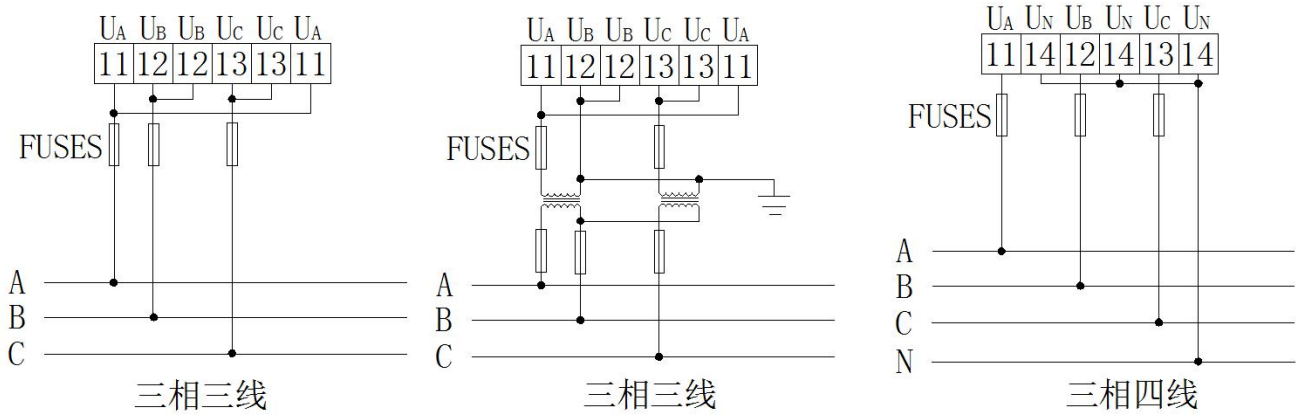 UA UB UB UC UC UA
11 12 12 13 13 11
FUSES
A
B
C
三相三线
UA UB UB UC UC UA
11 12 12 13 13 11
FUSES
A
B
C
三相三线
UA UN UB UN UC UN
11 14 12 14 13 14
FUSES
A
B
C
N
三相四线